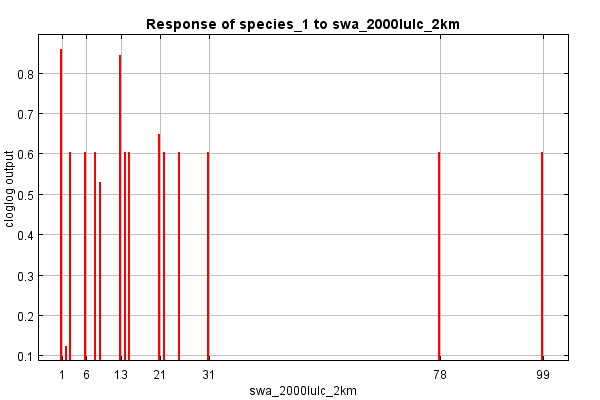 Response of species_1 to swa_2000lulc_2km
cloglog output
0.8
0.7
0.6
0.5
0.4
0.3
0.2
0.1
1 6 13 21 31 78 99
swa_2000lulc_2km